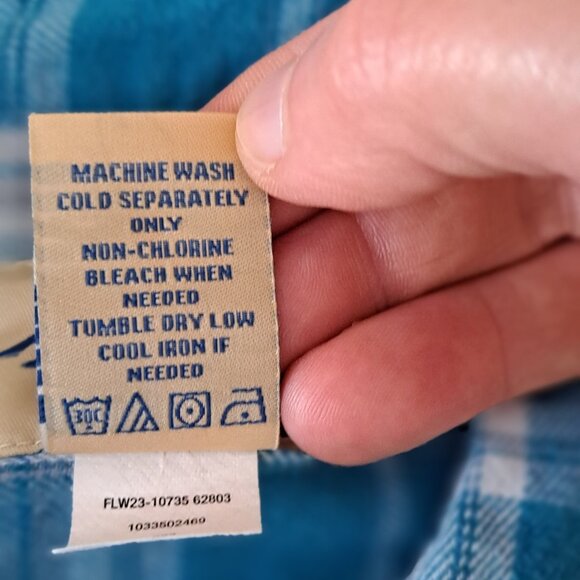 MACHINE WASH
COLD SEPARATELY
ONLY
NON-CHLORINE
BLEACH WHEN
NEEDED
TUMBLE DRY LOW
COOL IRON IF
NEEDED
30C
FLW23-10735 62803
1033502469